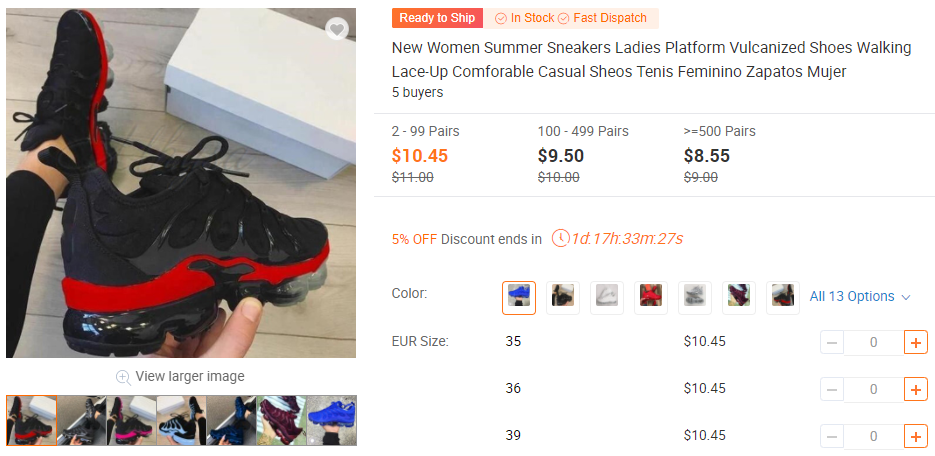 Ready to Ship In Stock Fast Dispatch
New Women Summer Sneakers Ladies Platform Vulcanized Shoes Walking
Lace-Up Comforable Casual Sheos Tenis Feminino Zapatos Mujer
5 buyers
2 - 99 Pairs 100 - 499 Pairs >=500 Pairs
$10.45 $9.50 $8.55
$11.00 $10.00 $9.00
5% OFF Discount ends in 1d:17h:33m:27s
Color: All 13 Options
EUR Size: 35 $10.45 — 0 +
36 $10.45 — 0 +
39 $10.45 — 0 +
View larger image